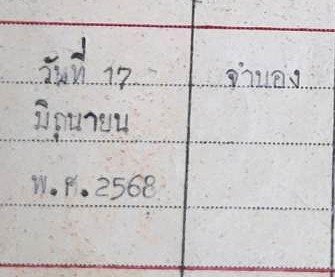 วันที่ 17 จำนอง
มิถุนายน
พ.ศ.2568